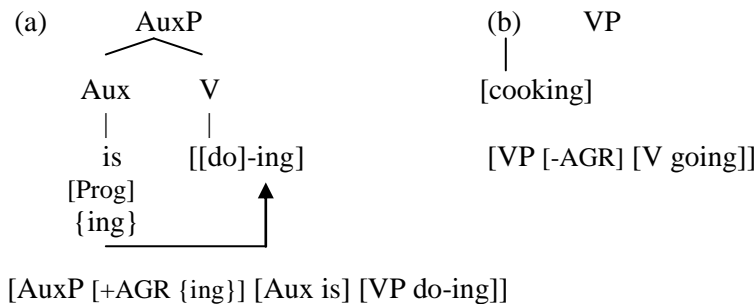 (a) AuxP (b) VP
[cooking]
Aux V
is [[do]-ing] [VP [-AGR] [V going]]
[Prog]
{ing}
[AuxP [+AGR {ing}] [Aux is] [VP do-ing]]